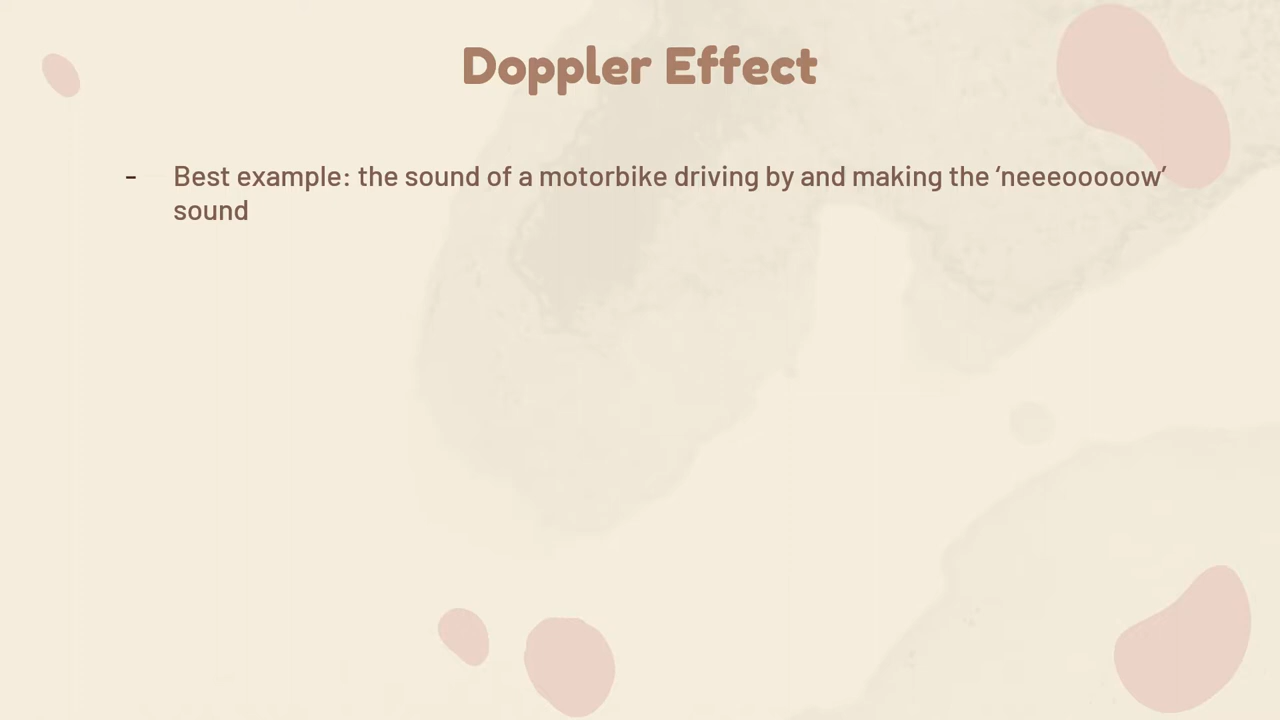 Doppler Effect
- Best example: the sound of a motorbike driving by and making the ‘neeeooooow’
sound